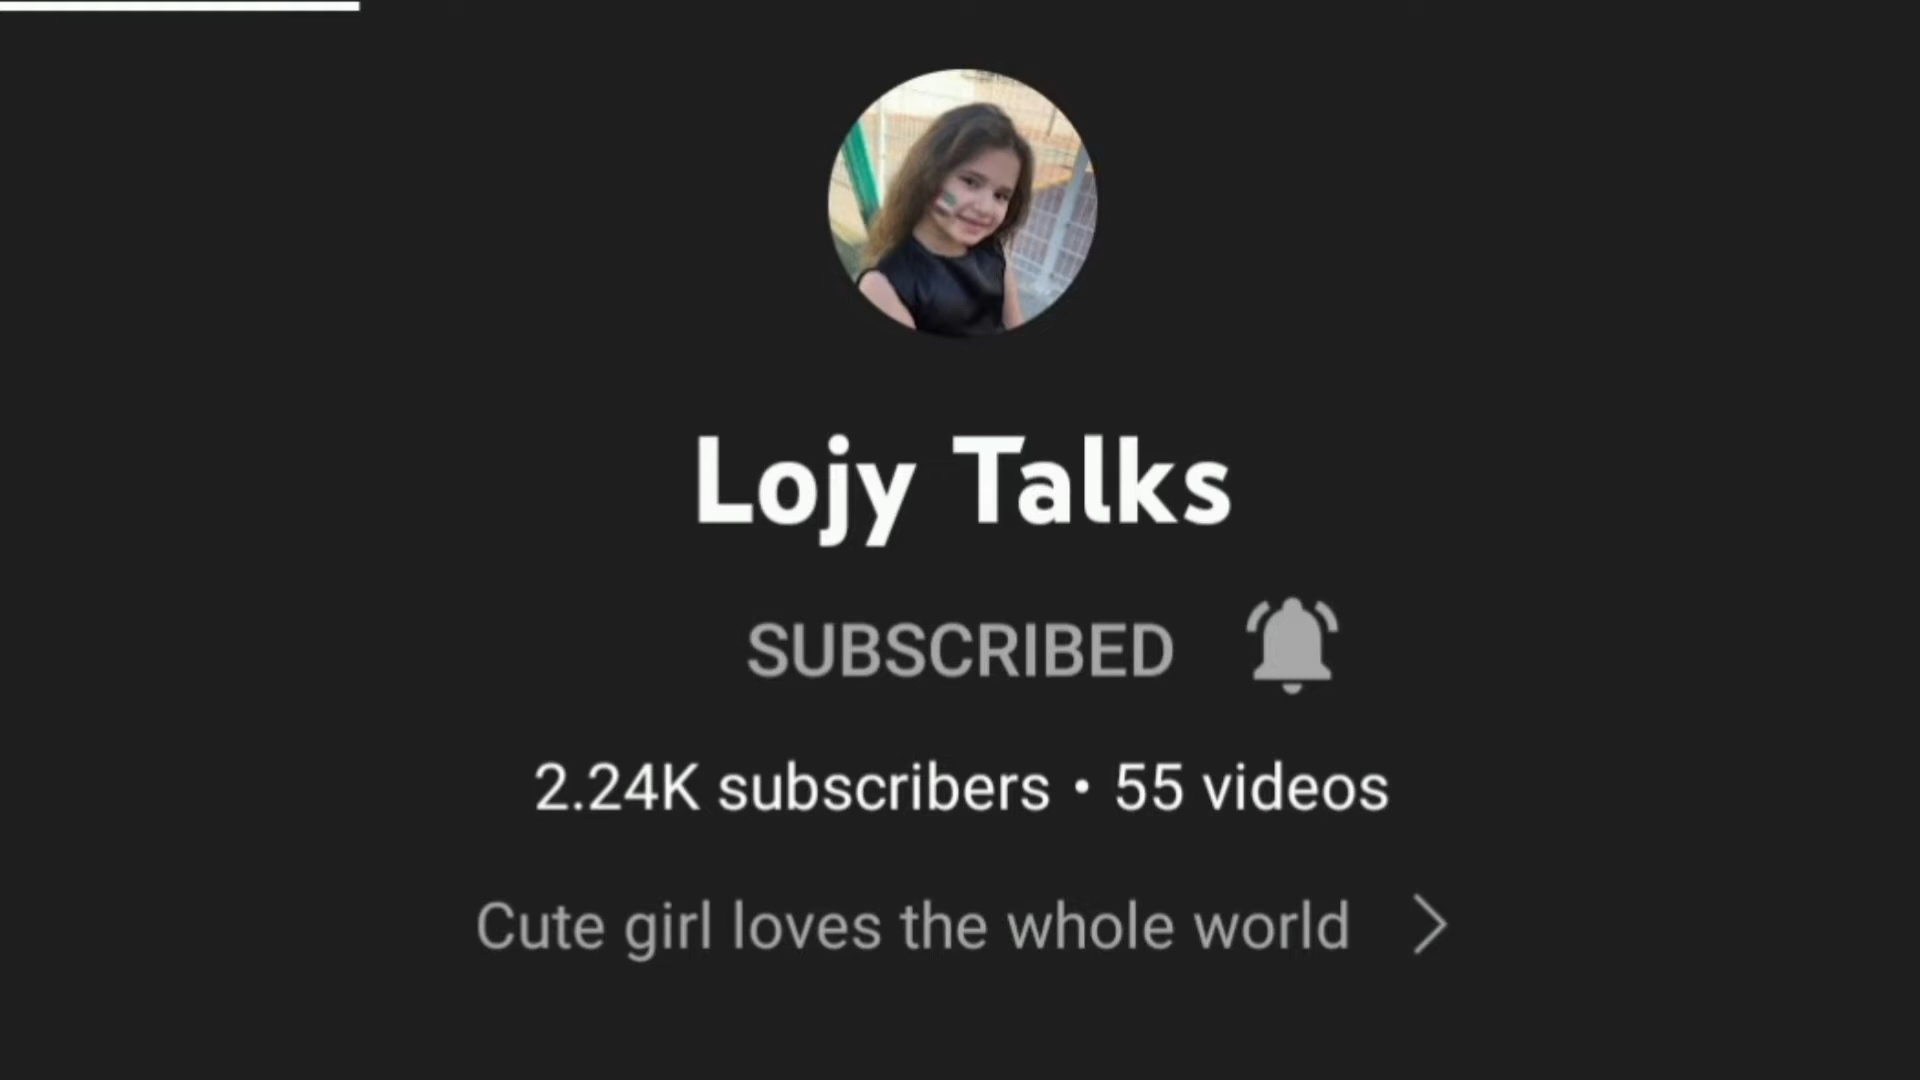 Lojy Talks
SUBSCRIBED
2.24K subscribers • 55 videos
Cute girl loves the whole world